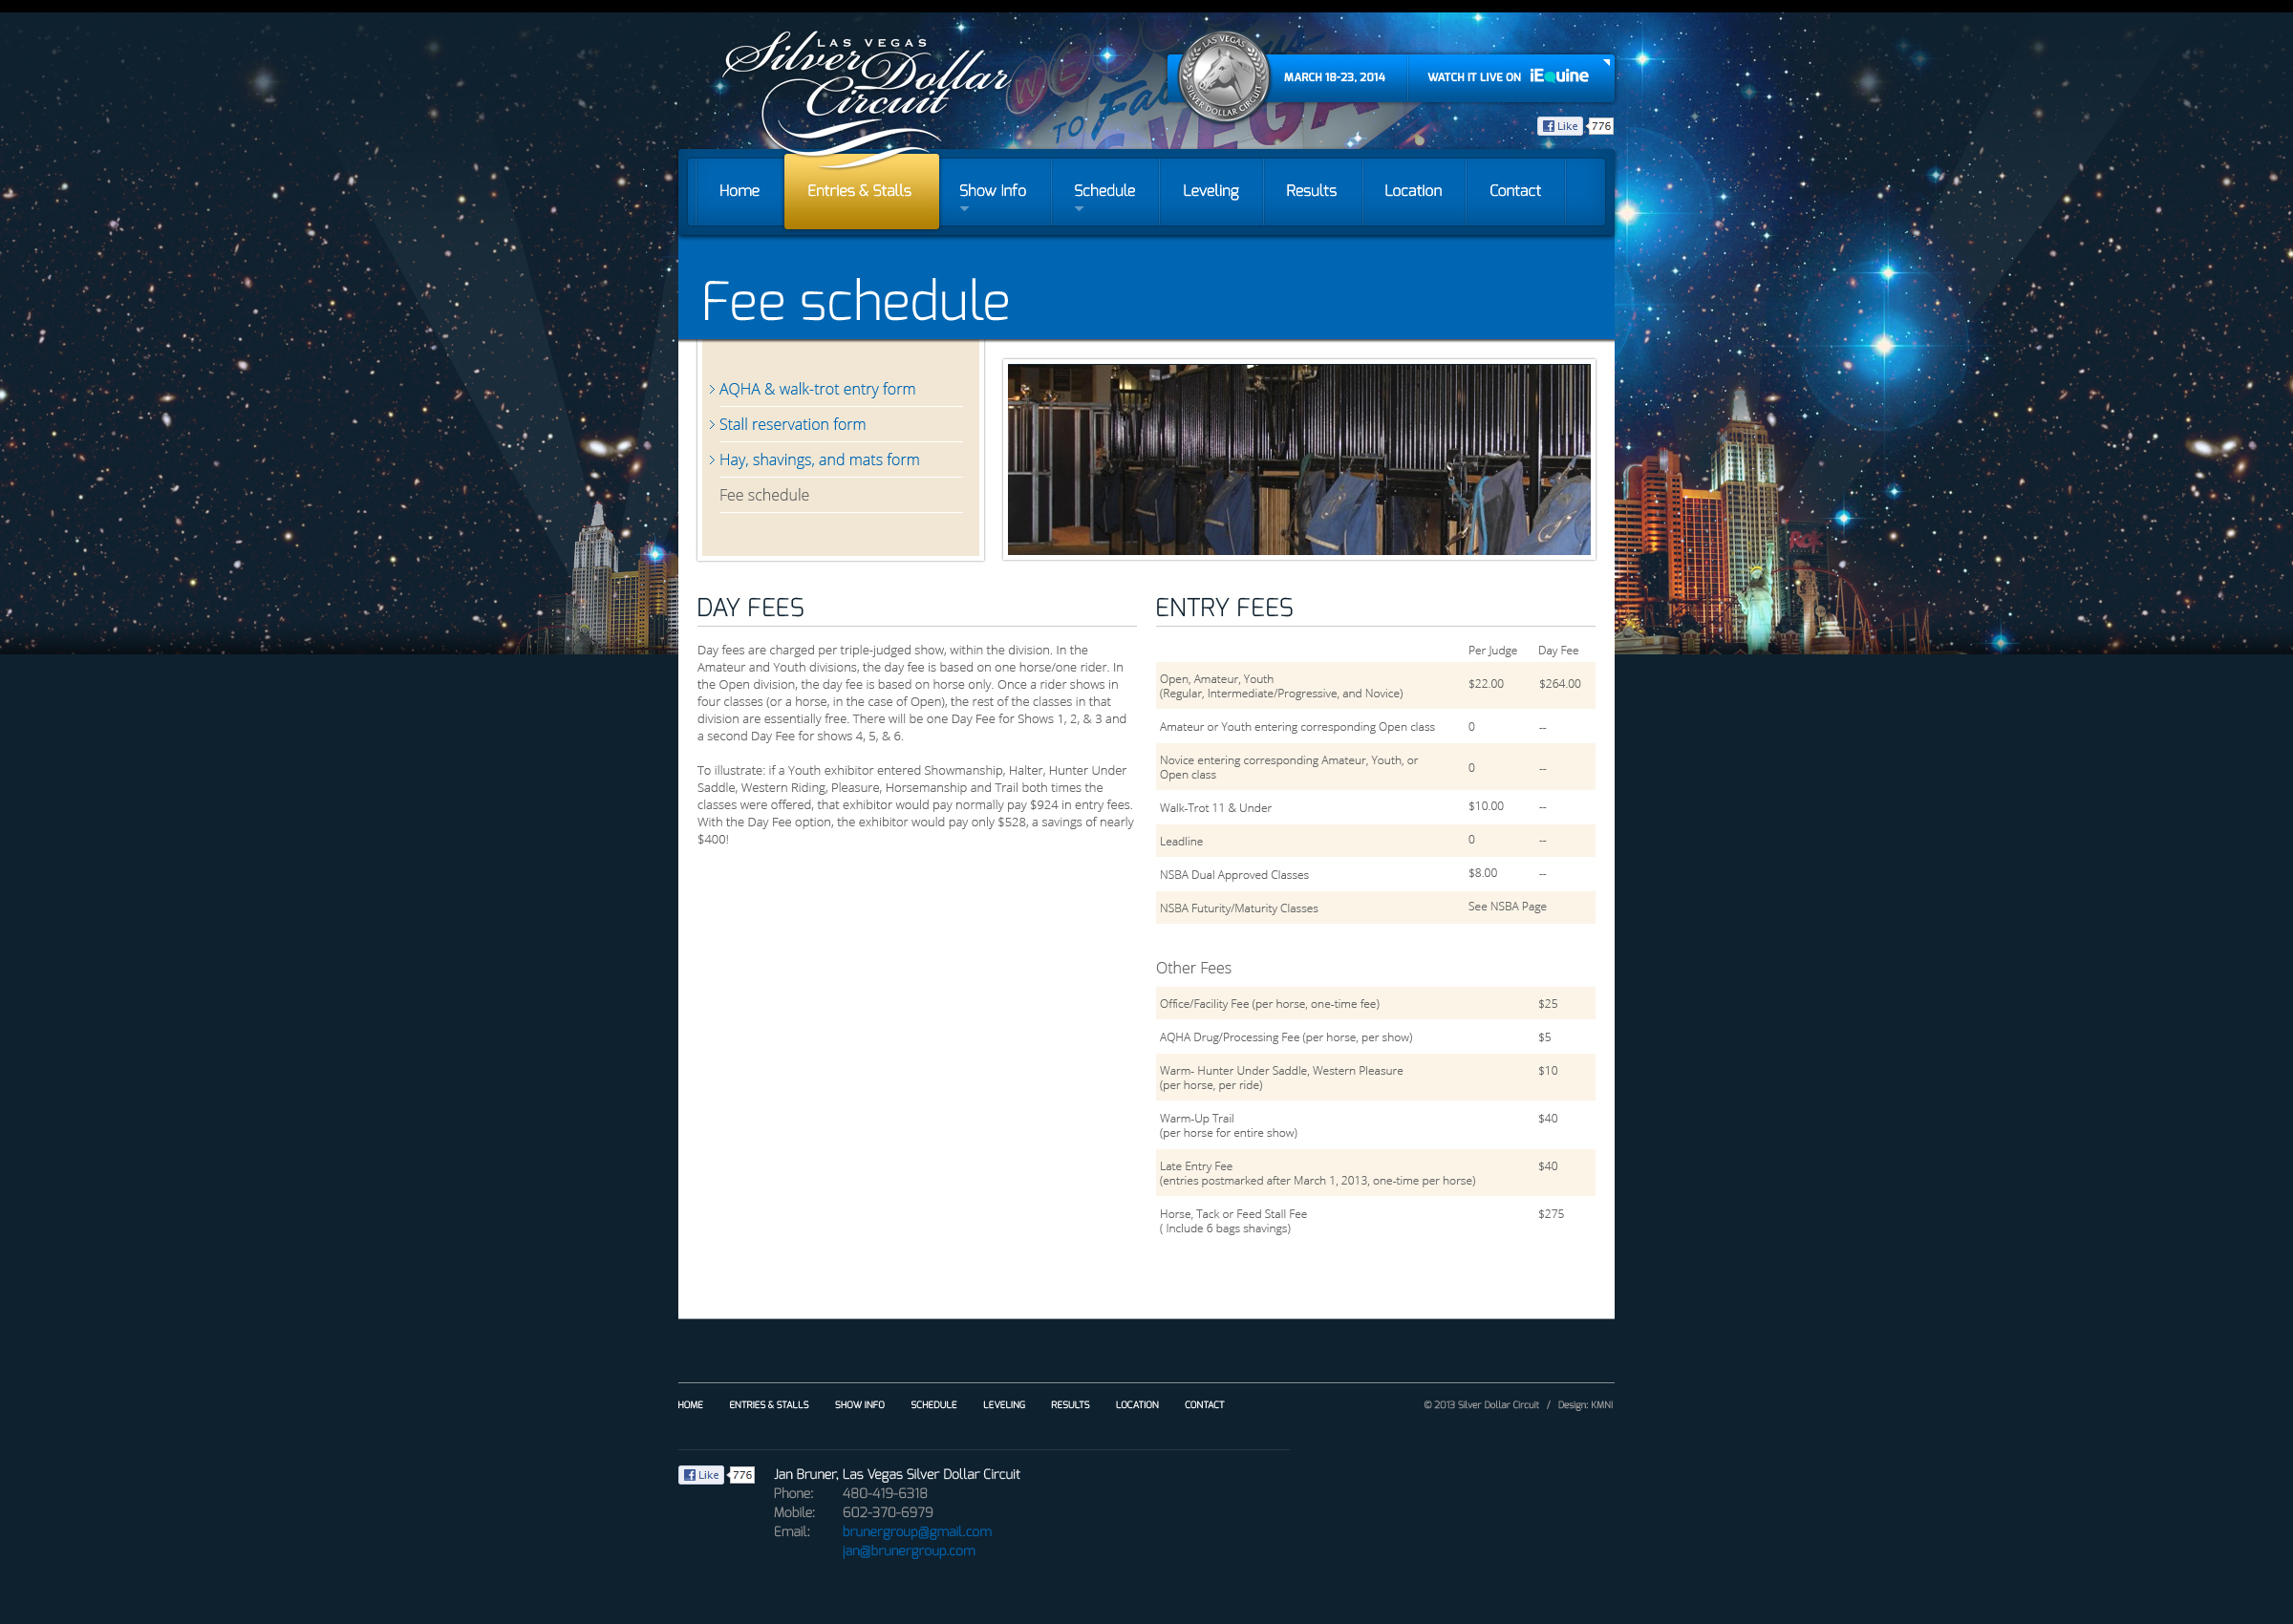 LAS VEGAS
Silver Dollar
Circuit
WEL
TO Fabulous
VEGAS
LAS VEGAS
SILVER DOLLAR CIRCUIT
MARCH 18-23, 2014
WATCH IT LIVE ON iEquine
Like 776
Home
Entries & Stalls
Show Info
Schedule
Leveling
Results
Location
Contact
Fee schedule
AQHA & walk-trot entry form
Stall reservation form
Hay, shavings, and mats form
Fee schedule
DAY FEES
Day fees are charged per triple-judged show, within the division. In the
Amateur and Youth divisions, the day fee is based on one horse/one rider. In
the Open division, the day fee is based on horse only. Once a rider shows in
four classes (or a horse, in the case of Open), the rest of the classes in that
division are essentially free. There will be one Day Fee for Shows 1, 2, & 3 and
a second Day Fee for shows 4, 5, & 6.
To illustrate: if a Youth exhibitor entered Showmanship, Halter, Hunter Under
Saddle, Western Riding, Pleasure, Horsemanship and Trail both times the
classes were offered, that exhibitor would pay normally pay $924 in entry fees.
With the Day Fee option, the exhibitor would pay only $528, a savings of nearly
$400!
ENTRY FEES
Per Judge Day Fee
Open, Amateur, Youth
(Regular, Intermediate/Progressive, and Novice) $22.00 $264.00
Amateur or Youth entering corresponding Open class 0 --
Novice entering corresponding Amateur, Youth, or
Open class 0 --
Walk-Trot 11 & Under $10.00 --
Leadline 0 --
NSBA Dual Approved Classes $8.00 --
NSBA Futurity/Maturity Classes See NSBA Page
Other Fees
Office/Facility Fee (per horse, one-time fee) $25
AQHA Drug/Processing Fee (per horse, per show) $5
Warm- Hunter Under Saddle, Western Pleasure $10
(per horse, per ride)
Warm-Up Trail $40
(per horse for entire show)
Late Entry Fee $40
(entries postmarked after March 1, 2013, one-time per horse)
Horse, Tack or Feed Stall Fee $275
( Include 6 bags shavings)
HOME ENTRIES & STALLS SHOW INFO SCHEDULE LEVELING RESULTS LOCATION CONTACT
© 2013 Silver Dollar Circuit / Design: KMNI
Like 776
Jan Bruner, Las Vegas Silver Dollar Circuit
Phone: 480-419-6318
Mobile: 602-370-6979
Email: brunergroup@gmail.com
jan@brunergroup.com